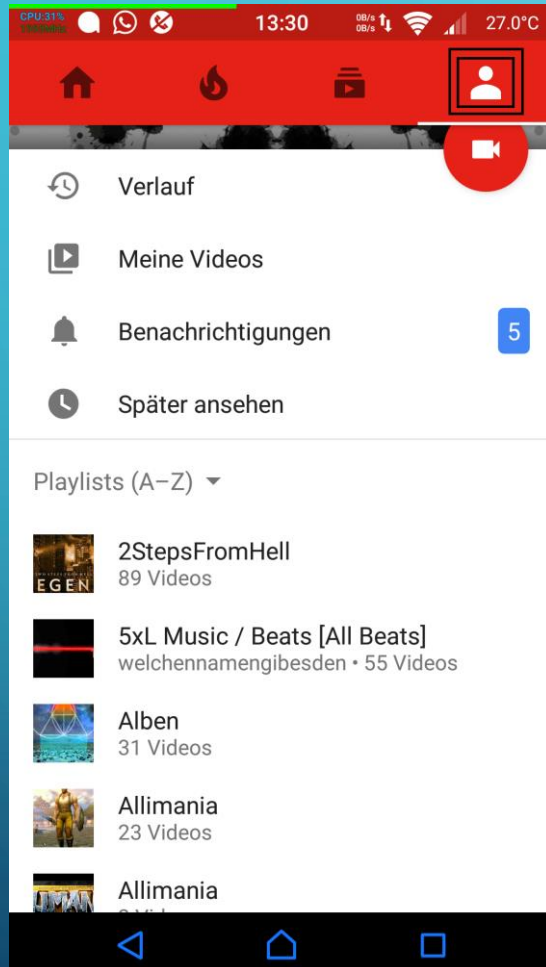 CPU:31%
13:30
0B/s
0B/s
27.0°C
Verlauf
Meine Videos
Benachrichtigungen
5
Später ansehen
Playlists (A–Z)
2StepsFromHell
EGEN
89 Videos
5xL Music / Beats [All Beats]
welchennamengibesden • 55 Videos
Alben
31 Videos
Allimania
23 Videos
Allimania